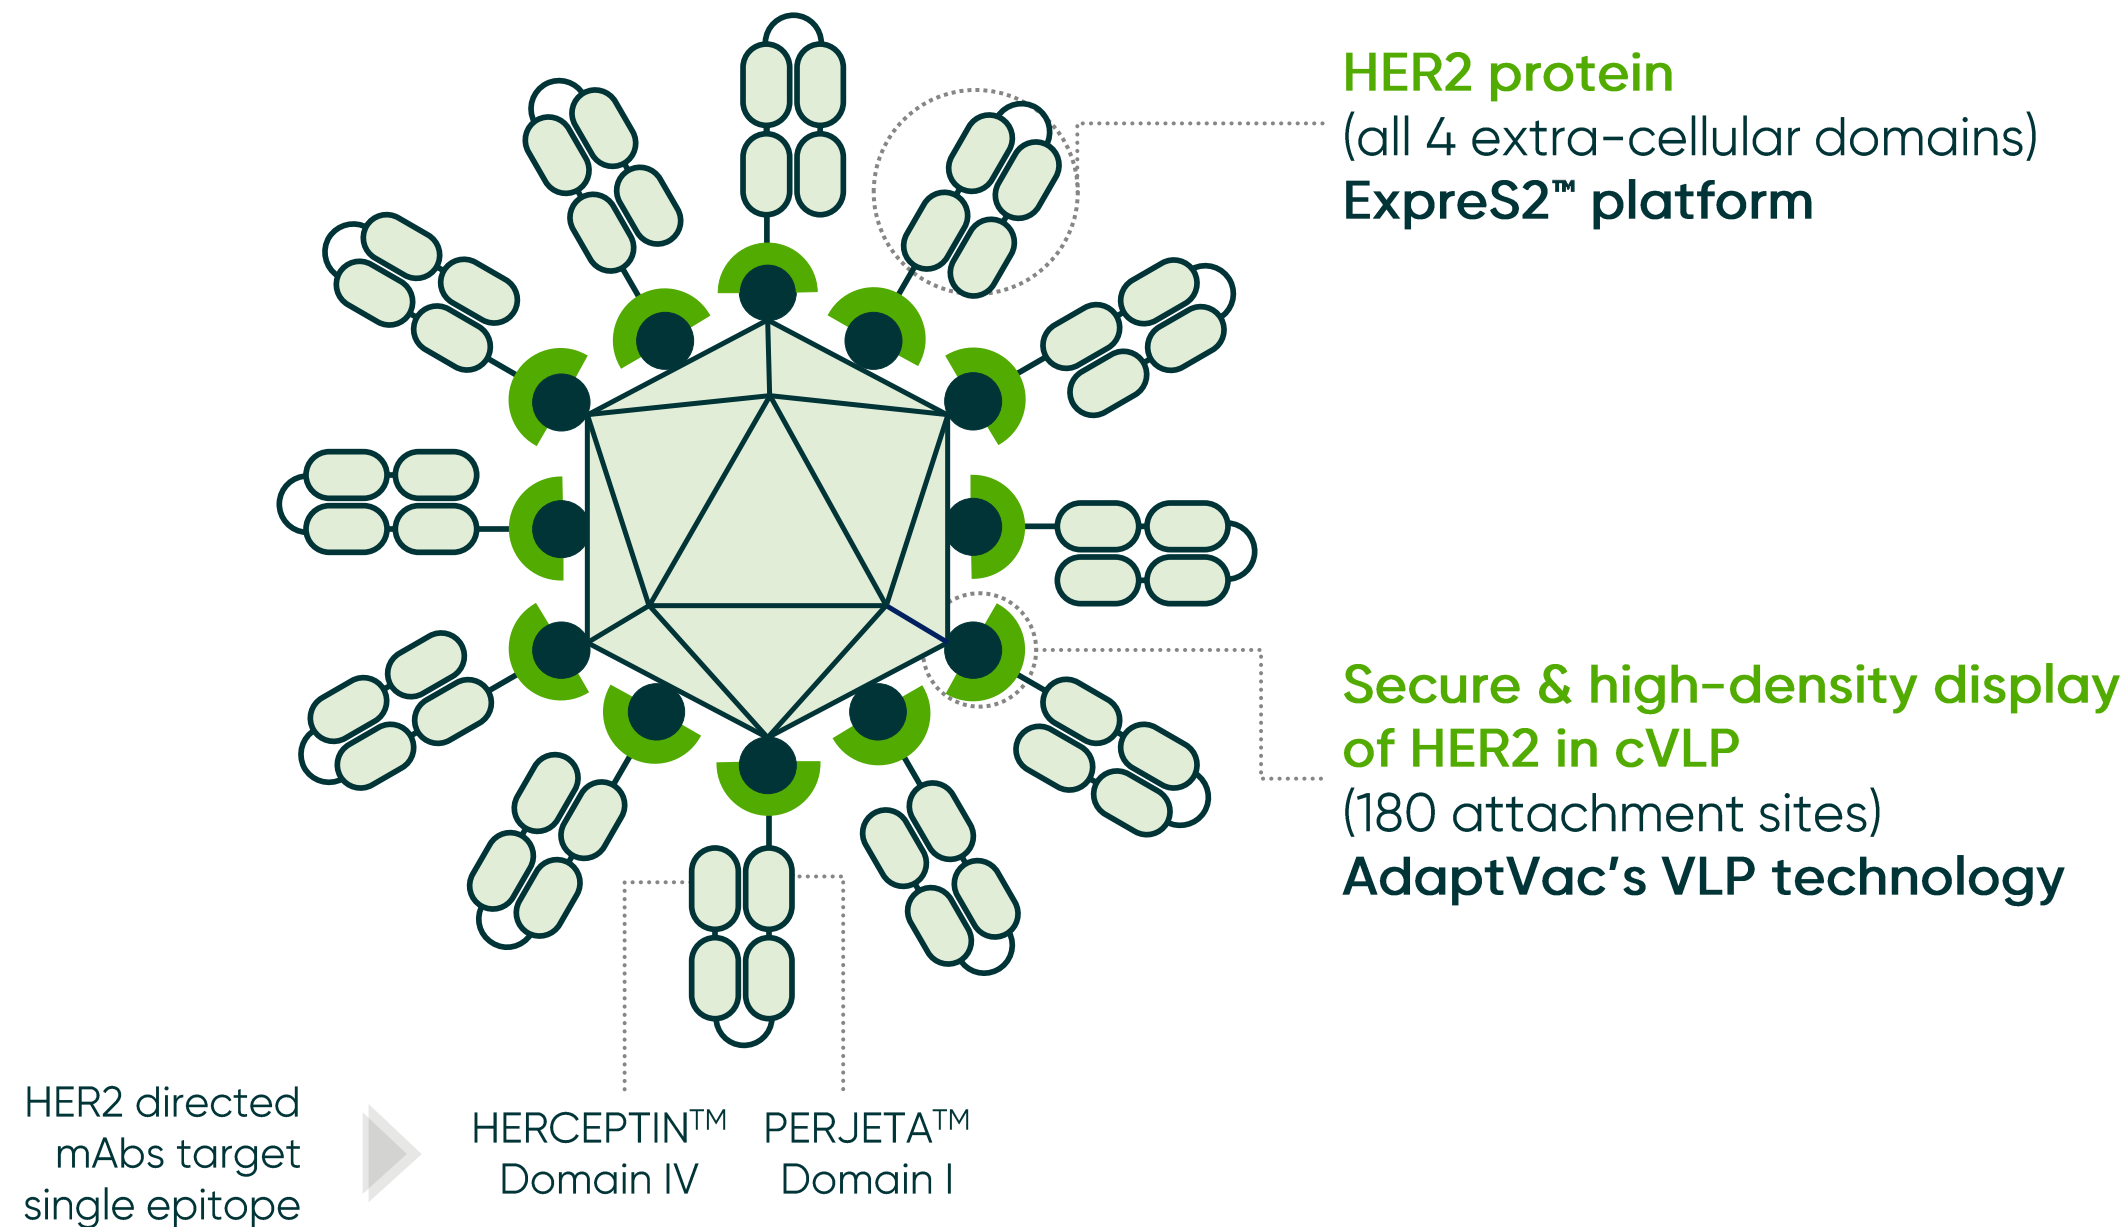 HER2 protein
(all 4 extra-cellular domains)
ExpreS2™ platform
Secure & high-density display
of HER2 in cVLP
(180 attachment sites)
AdaptVac's VLP technology
HER2 directed
mAbs target
single epitope
HERCEPTIN™
Domain IV
PERJETA™
Domain I